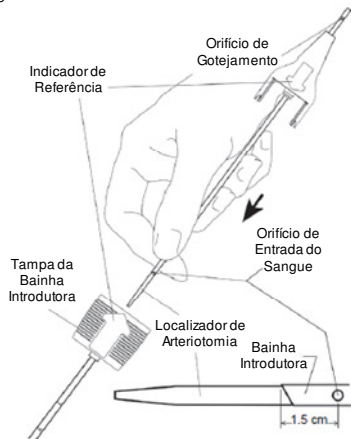 Orifício de
Gotejamento
Indicador de
Referência
Orifício de
Entrada do
Sangue
Tampa da
Bainha
Introdutora
Localizador de
Arteriotomia
Bainha
Introdutora
1.5 cm